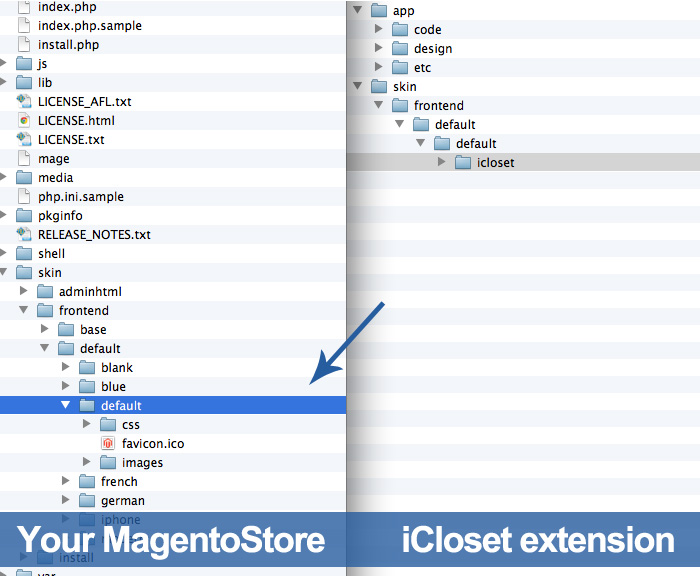 index.php
index.php.sample
install.php
js
lib
LICENSE_AFL.txt
LICENSE.html
LICENSE.txt
mage
media
php.ini.sample
pkginfo
RELEASE_NOTES.txt
shell
skin
adminhtml
frontend
base
default
blank
blue
default
css
favicon.ico
images
french
german
iphone
install
var
Your MagentoStore
app
code
design
etc
skin
frontend
default
default
icloset
iCloset extension